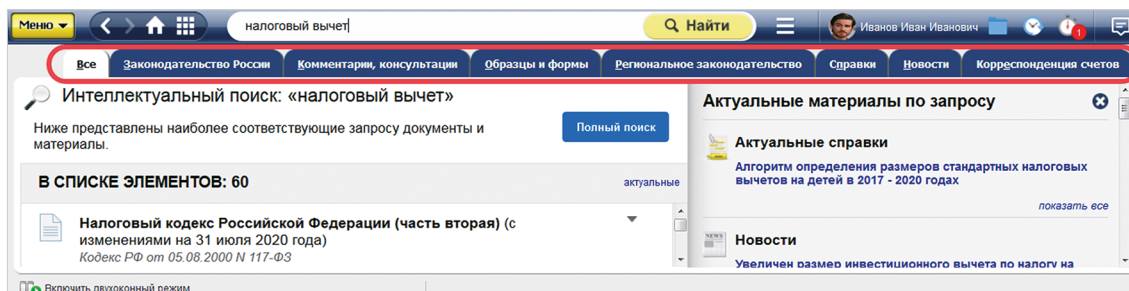 Меню
налоговый вычет
Найти
Иванов Иван Иванович
1
Все
Законодательство России
Комментарии, консультации
Образцы и формы
Региональное законодательство
Справки
Новости
Корреспонденция счетов
Интеллектуальный поиск: «налоговый вычет»
Ниже представлены наиболее соответствующие запросу документы и
материалы.
Полный поиск
В СПИСКЕ ЭЛЕМЕНТОВ: 60
актуальные
Налоговый кодекс Российской Федерации (часть вторая) (с
изменениями на 31 июля 2020 года)
Кодекс РФ от 05.08.2000 N 117-ФЗ
Актуальные материалы по запросу
Актуальные справки
Алгоритм определения размеров стандартных налоговых
вычетов на детей в 2017 - 2020 годах
показать все
NEWS
Новости
Увеличен размер инвестиционного вычета по налогу на
Включить двухоконный режим